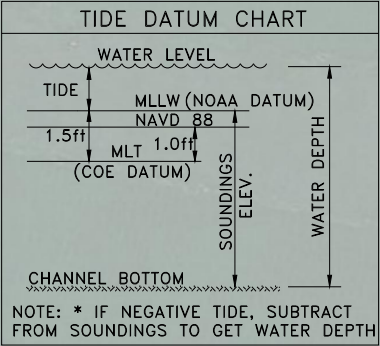 TIDE DATUM CHART
WATER LEVEL
TIDE
MLLW (NOAA DATUM)
NAVD 88
1.5ft
1.0ft
MLT
(COE DATUM)
SOUNDINGS
ELEV.
WATER DEPTH
CHANNEL BOTTOM
NOTE: * IF NEGATIVE TIDE, SUBTRACT
FROM SOUNDINGS TO GET WATER DEPTH